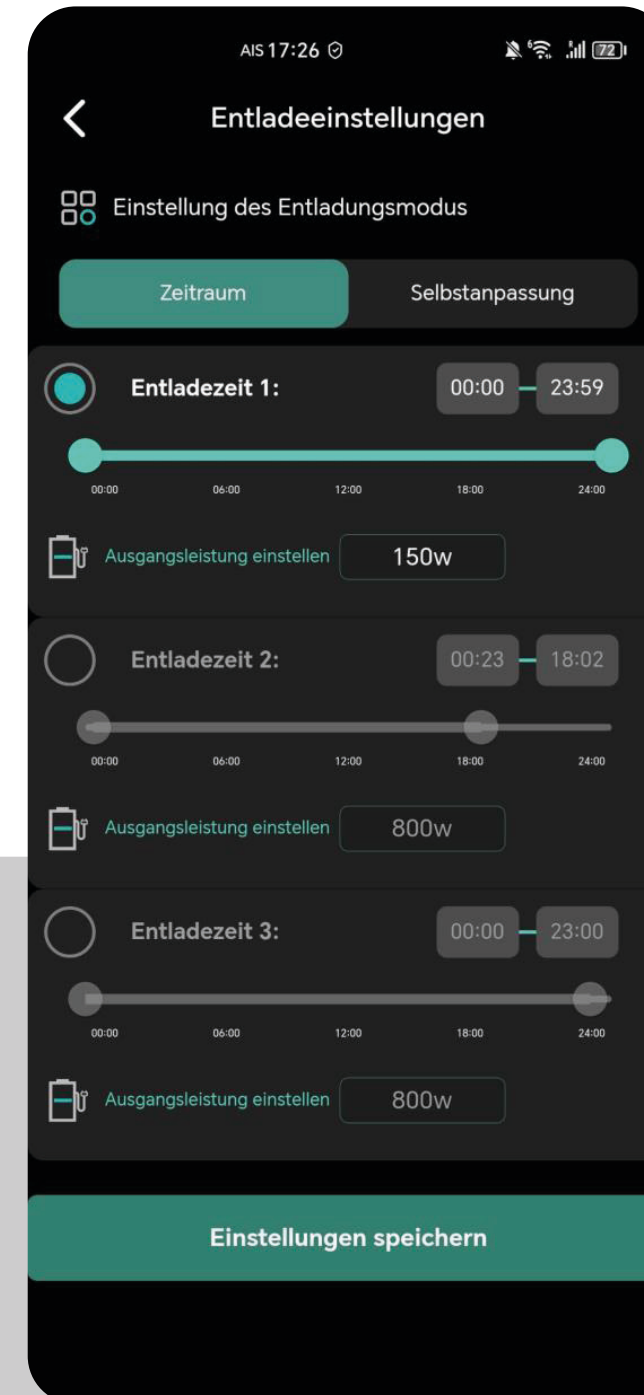 AIS 17:26 6 72
Entladeeinstellungen
Einstellung des Entladungsmodus
Zeitraum Selbstanpassung
Entladezeit 1: 00:00 – 23:59
00:00 06:00 12:00 18:00 24:00
Ausgangsleistung einstellen 150w
Entladezeit 2: 00:23 – 18:02
00:00 06:00 12:00 18:00 24:00
Ausgangsleistung einstellen 800w
Entladezeit 3: 00:00 – 23:00
00:00 06:00 12:00 18:00 24:00
Ausgangsleistung einstellen 800w
Einstellungen speichern